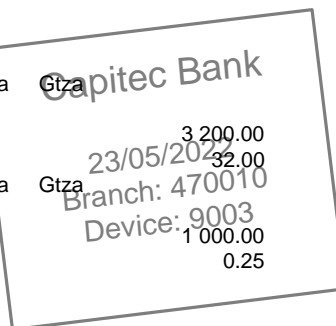 Capitec Bank
a Gtza
3 200.00
23/05/2022
32.00
a Gtza
Branch: 470010
Device: 9003
1 000.00
0.25